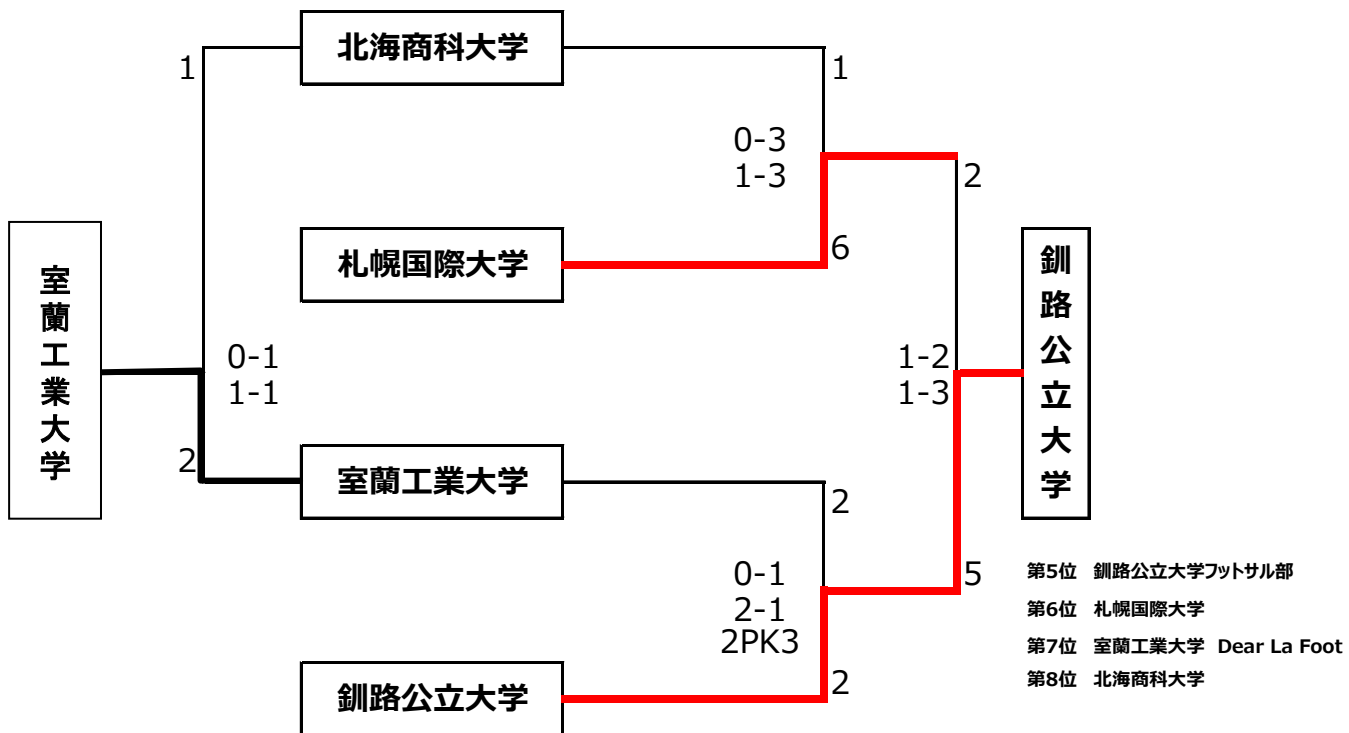 北海商科大学
1
1
0-3
1-3
2
札幌国際大学
6
室蘭工業大学
釧路公立大学
0-1
1-1
1-2
1-3
2
室蘭工業大学
2
0-1
2-1
2PK3
5
釧路公立大学
2
第5位 釧路公立大学フットサル部
第6位 札幌国際大学
第7位 室蘭工業大学 Dear La Foot
第8位 北海商科大学